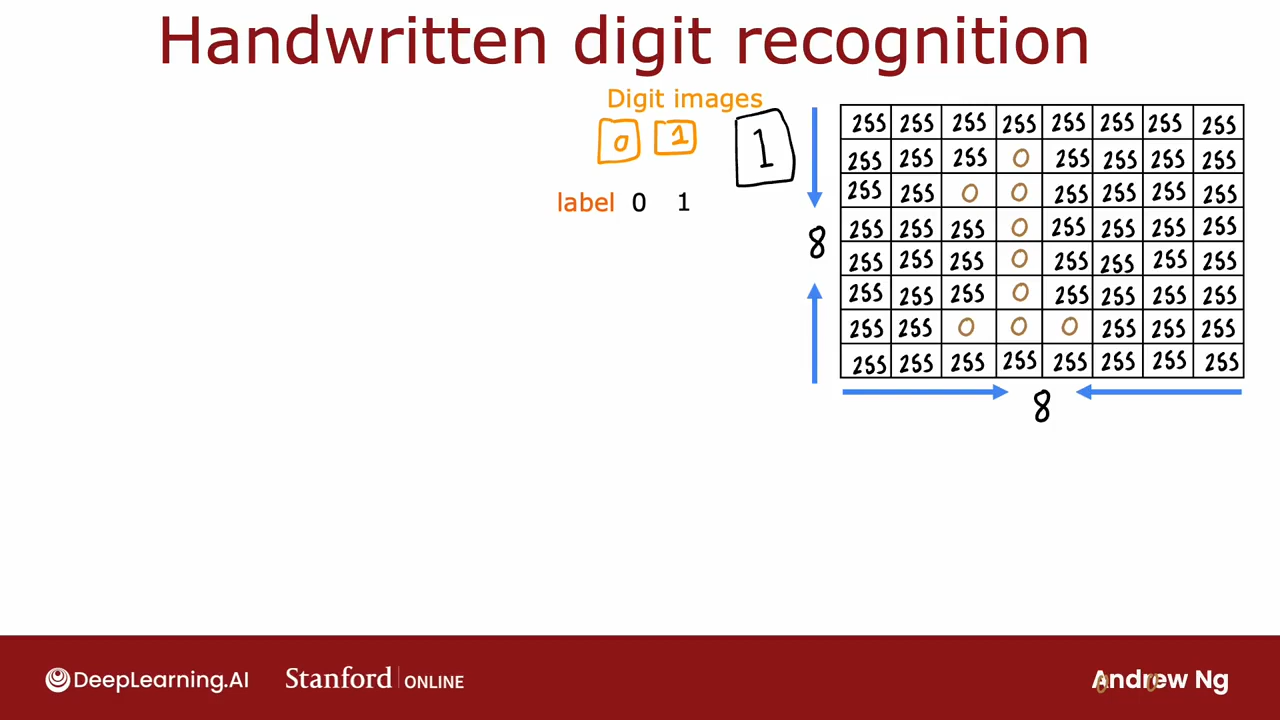 Handwritten digit recognition
Digit images
0 1
1
label 0 1
255 255 255 255 255 255 255 255
255 255 255 0 255 255 255 255
255 255 0 0 255 255 255 255
255 255 255 0 255 255 255 255
255 255 255 0 255 255 255 255
255 255 255 0 255 255 255 255
255 255 0 0 0 255 255 255
255 255 255 255 255 255 255 255
8
8
DeepLearning.AI Stanford ONLINE Andrew Ng
0 0